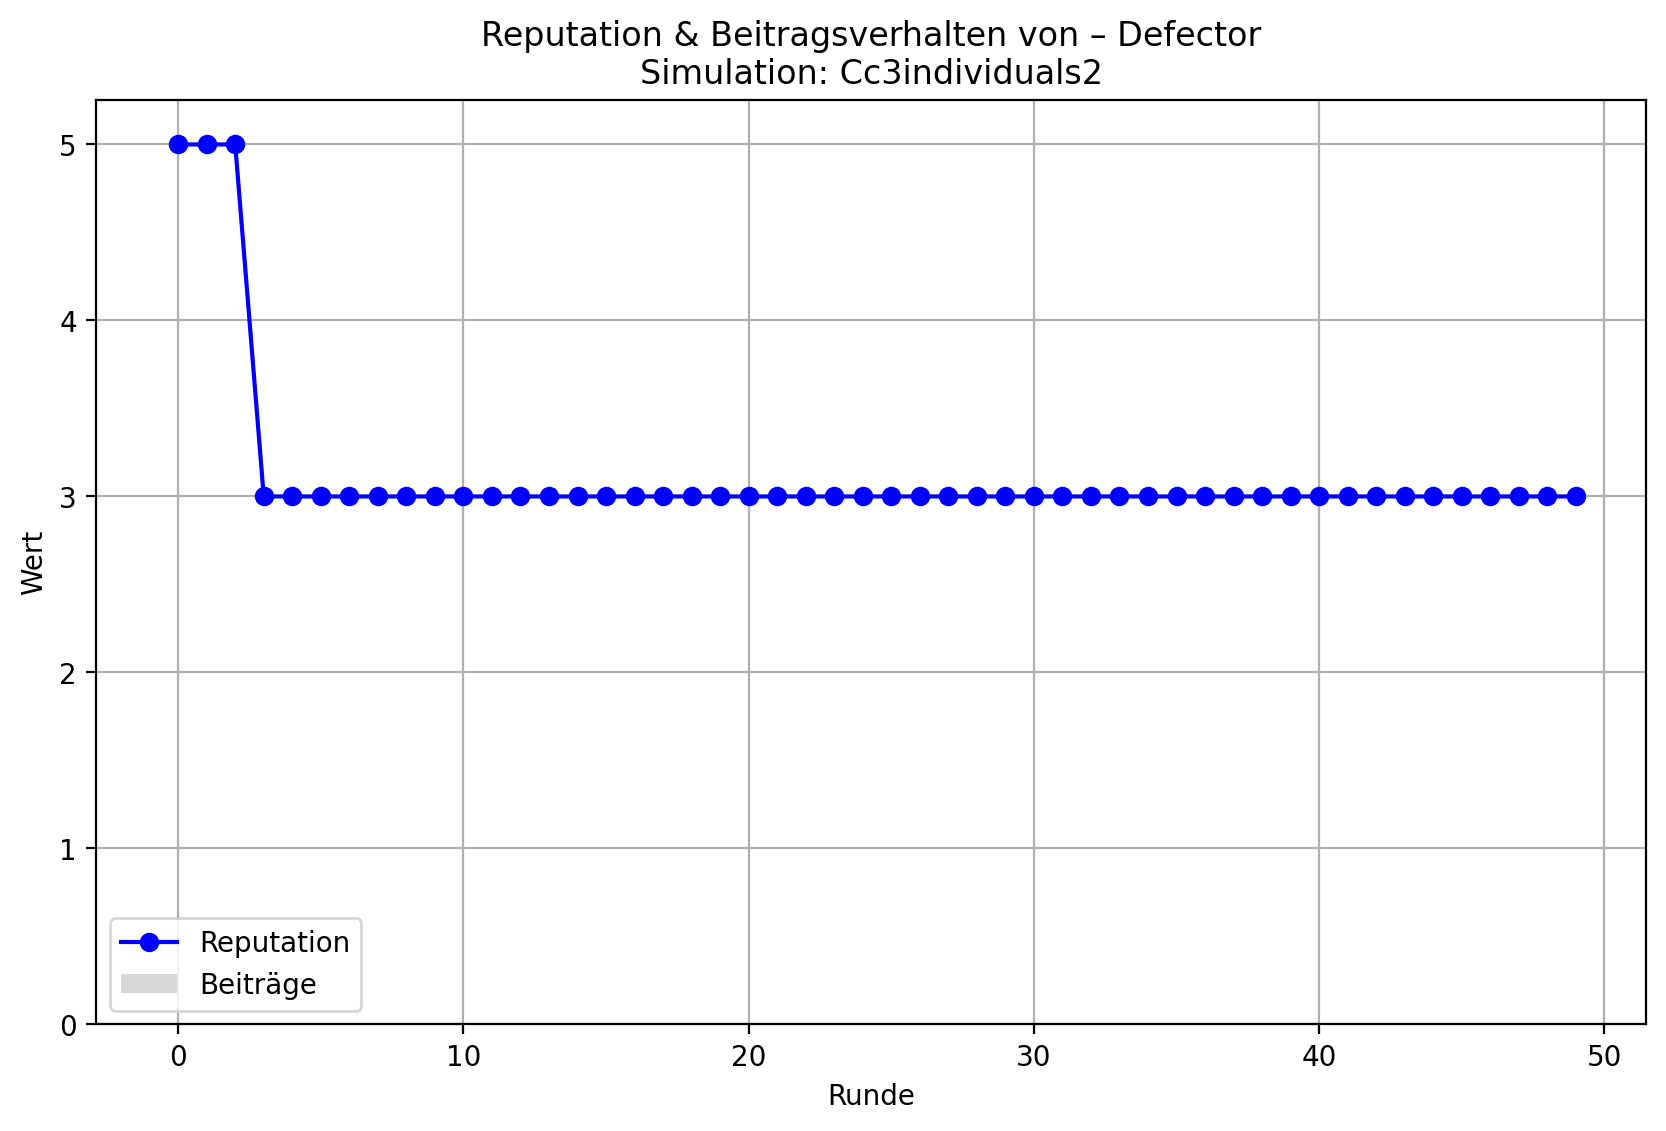 Reputation & Beitragsverhalten von – Defector
Simulation: Cc3individuals2
5
4
3
2
1
0
Wert
Reputation
Beiträge
0 10 20 30 40 50
Runde